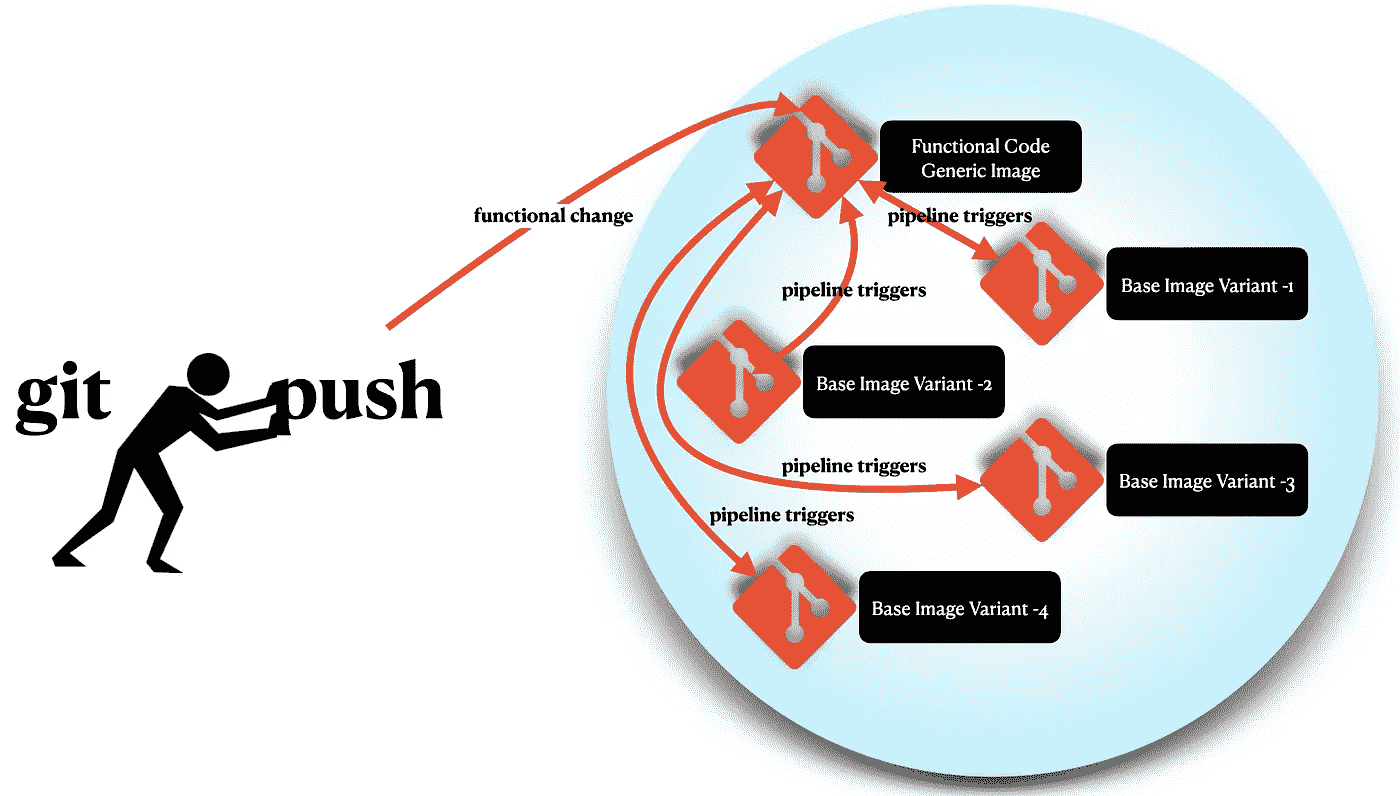 Functional Code
Generic Image
functional change
pipeline triggers
Base Image Variant -1
pipeline triggers
git push
Base Image Variant -2
pipeline triggers
Base Image Variant -3
pipeline triggers
Base Image Variant -4